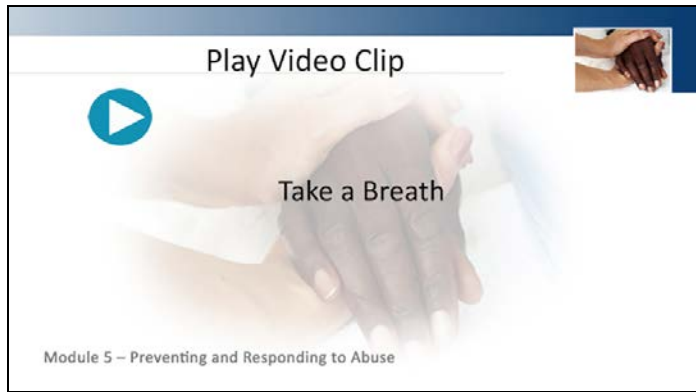 Play Video Clip
Take a Breath
Module 5 – Preventing and Responding to Abuse